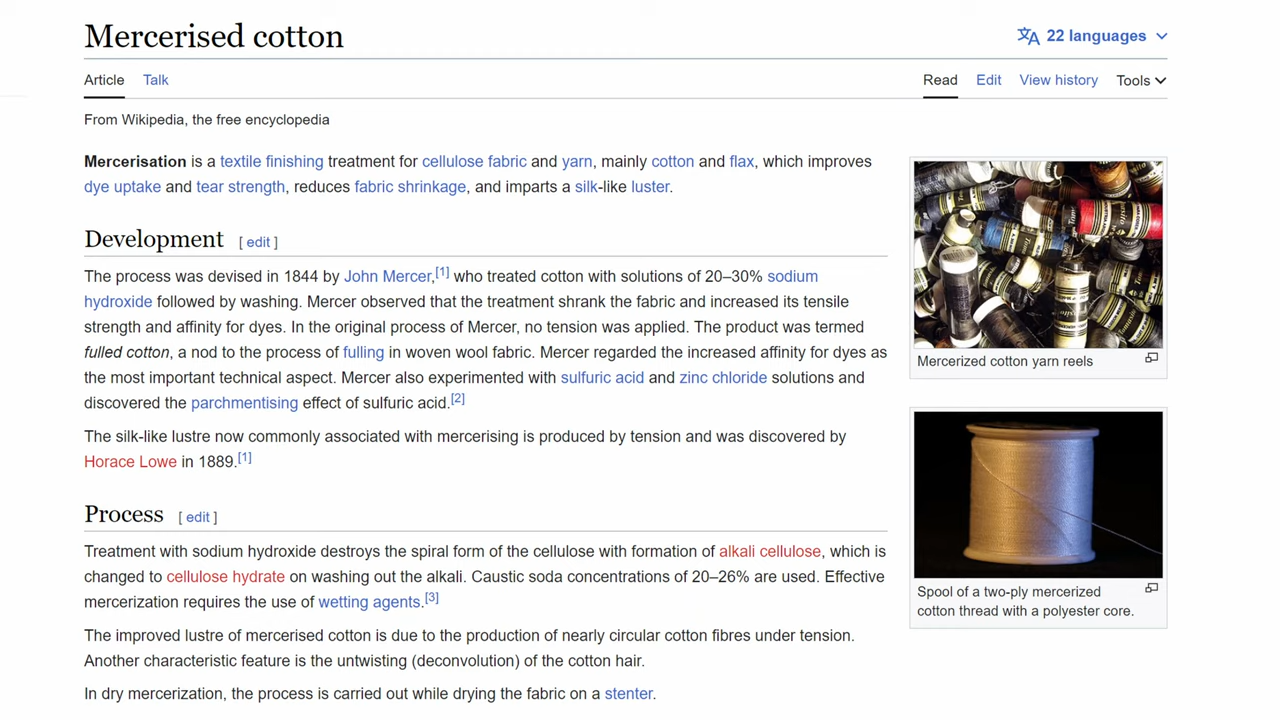 Mercerised cotton
22 languages
Article Talk Read Edit View history Tools
From Wikipedia, the free encyclopedia
Mercerisation is a textile finishing treatment for cellulose fabric and yarn, mainly cotton and flax, which improves
dye uptake and tear strength, reduces fabric shrinkage, and imparts a silk-like luster.
Development [ edit ]
The process was devised in 1844 by John Mercer,[1] who treated cotton with solutions of 20–30% sodium
hydroxide followed by washing. Mercer observed that the treatment shrank the fabric and increased its tensile
strength and affinity for dyes. In the original process of Mercer, no tension was applied. The product was termed
fulled cotton, a nod to the process of fulling in woven wool fabric. Mercer regarded the increased affinity for dyes as
the most important technical aspect. Mercer also experimented with sulfuric acid and zinc chloride solutions and
discovered the parchmentising effect of sulfuric acid.[2]
The silk-like lustre now commonly associated with mercerising is produced by tension and was discovered by
Horace Lowe in 1889.[1]
Process [ edit ]
Treatment with sodium hydroxide destroys the spiral form of the cellulose with formation of alkali cellulose, which is
changed to cellulose hydrate on washing out the alkali. Caustic soda concentrations of 20–26% are used. Effective
mercerization requires the use of wetting agents.[3]
The improved lustre of mercerised cotton is due to the production of nearly circular cotton fibres under tension.
Another characteristic feature is the untwisting (deconvolution) of the cotton hair.
In dry mercerization, the process is carried out while drying the fabric on a stenter.
Mercerized cotton yarn reels
Spool of a two-ply mercerized
cotton thread with a polyester core.